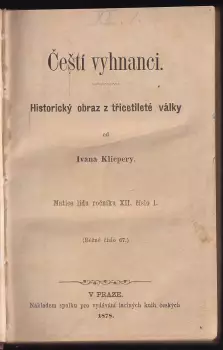 Čeští vyhnanci.
Historický obraz z třicetileté války
od
Ivana Klicpery.
Matice lidu ročníku XII. číslo 1.
(Běžné číslo 67.)
V PRAZE.
Nákladem spolku pro vydávání laciných knih českých
1878.